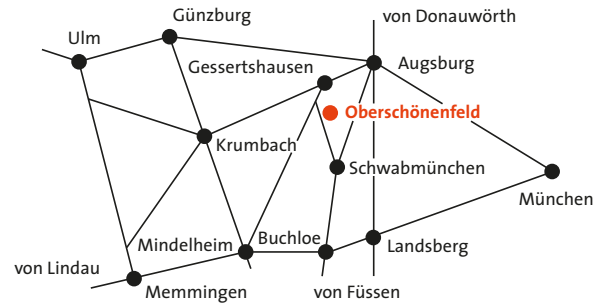 von Donauwörth
Günzburg
Ulm
Gessertshausen
Augsburg
Oberschönenfeld
Krumbach
Schwabmünchen
München
Mindelheim
Buchloe
Landsberg
von Lindau
Memmingen
von Füssen